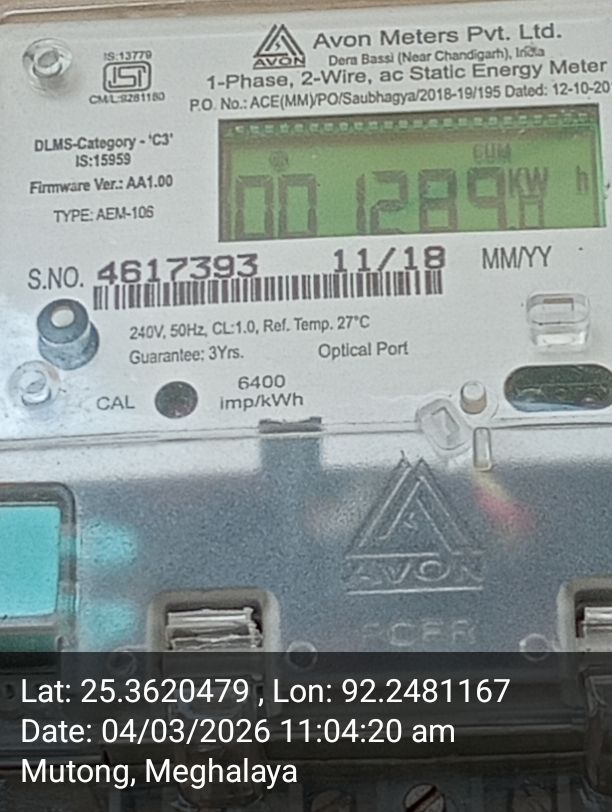 AVON
Avon Meters Pvt. Ltd.
Dera Bassi (Near Chandigarh), India
1-Phase, 2-Wire, ac Static Energy Meter
P.O. No.: ACE(MM)/PO/Saubhagya/2018-19/195 Dated: 12-10-20
IS:13779
ISI
CM/L:9281180
DLMS-Category - 'C3'
IS:15959
Firmware Ver.: AA1.00
TYPE: AEM-106
CUM
001289 KW h
S.NO. 4617393 11/18 MM/YY
240V, 50Hz, CL:1.0, Ref. Temp. 27°C
Guarantee: 3Yrs. Optical Port
CAL
6400
imp/kWh
AVON
Lat: 25.3620479 , Lon: 92.2481167
Date: 04/03/2026 11:04:20 am
Mutong, Meghalaya